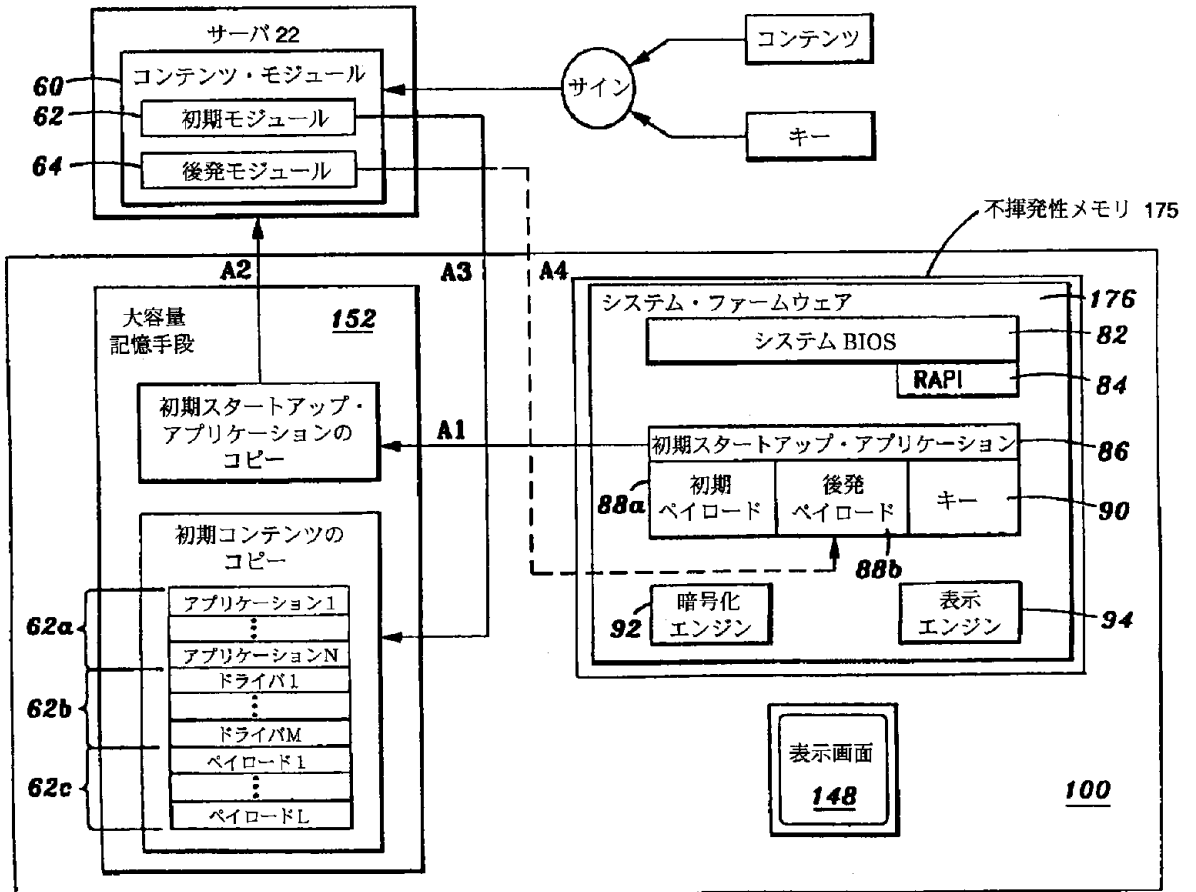 サーバ 22
コンテンツ・モジュール
60
62
初期モジュール
64
後発モジュール
サイン
コンテンツ
キー
不揮発性メモリ 175
A2
A3
A4
大容量
記憶手段
152
初期スタートアップ・
アプリケーションの
コピー
A1
初期コンテンツの
コピー
62a
アプリケーション1
アプリケーションN
62b
ドライバ1
ドライバM
62c
ペイロード1
ペイロードL
システム・ファームウェア
176
システム BIOS
82
RAPI
84
初期スタートアップ・アプリケーション
86
88a
初期
ペイロード
後発
ペイロード
キー
90
88b
92
暗号化
エンジン
表示
エンジン
94
表示画面
148
100